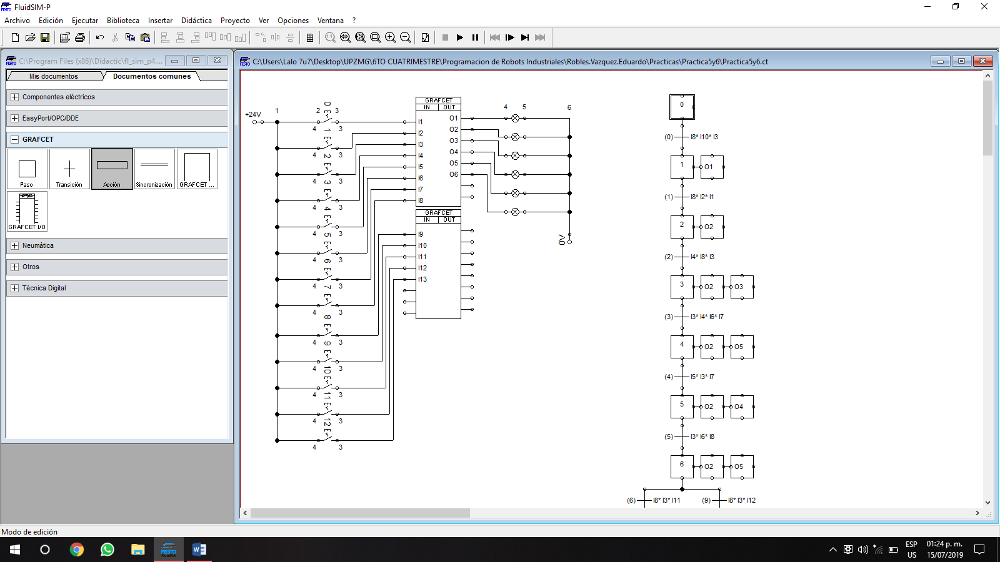 FluidSIM-P
Archivo Edición Ejecutar Biblioteca Insertar Didáctica Proyecto Ver Opciones Ventana ?
C:\Program Files (x86)\Didactic\fl_sim_p4....
Mis documentos Documentos comunes
Componentes eléctricos
EasyPort/OPC/DDE
GRAFCET
Paso Transición Acción Sincronización GRAFCET ...
GRAFCET I/O
Neumática
Otros
Técnica Digital
C:\Users\Lalo 7u7\Desktop\UPZMG\6TO CUATRIMESTRE\Programacion de Robots Industriales\Robles.Vazquez.Eduardo\Practicas\Practica5y6\Practica5y6.ct
+24V 1
2 0 3
4 3
1
4 3
2
4 3
3
4 3
4
4 3
5
4 3
6
4 3
7
4 3
8
4 3
9
4 3
10
4 3
11
4 3
12
4 3
GRAFCET
IN OUT
I1 O1
I2 O2
I3 O3
I4 O4
I5 O5
I6 O6
I7
I8
GRAFCET
IN OUT
I9
I10
I11
I12
I13
4 5 6
0V
0
(0) I8* I10* I3
1 O1
(1) I8* I2* I1
2 O2
(2) I4* I8* I3
3 O2 O3
(3) I3* I4* I6* I7
4 O2 O5
(4) I5* I3* I7
5 O2 O4
(5) I3* I6* I8
6 O2 O5
(6) I8* I3* I11 (9) I8* I3* I12
Modo de edición
FESTO
ESP 01:24 p. m.
US 15/07/2019